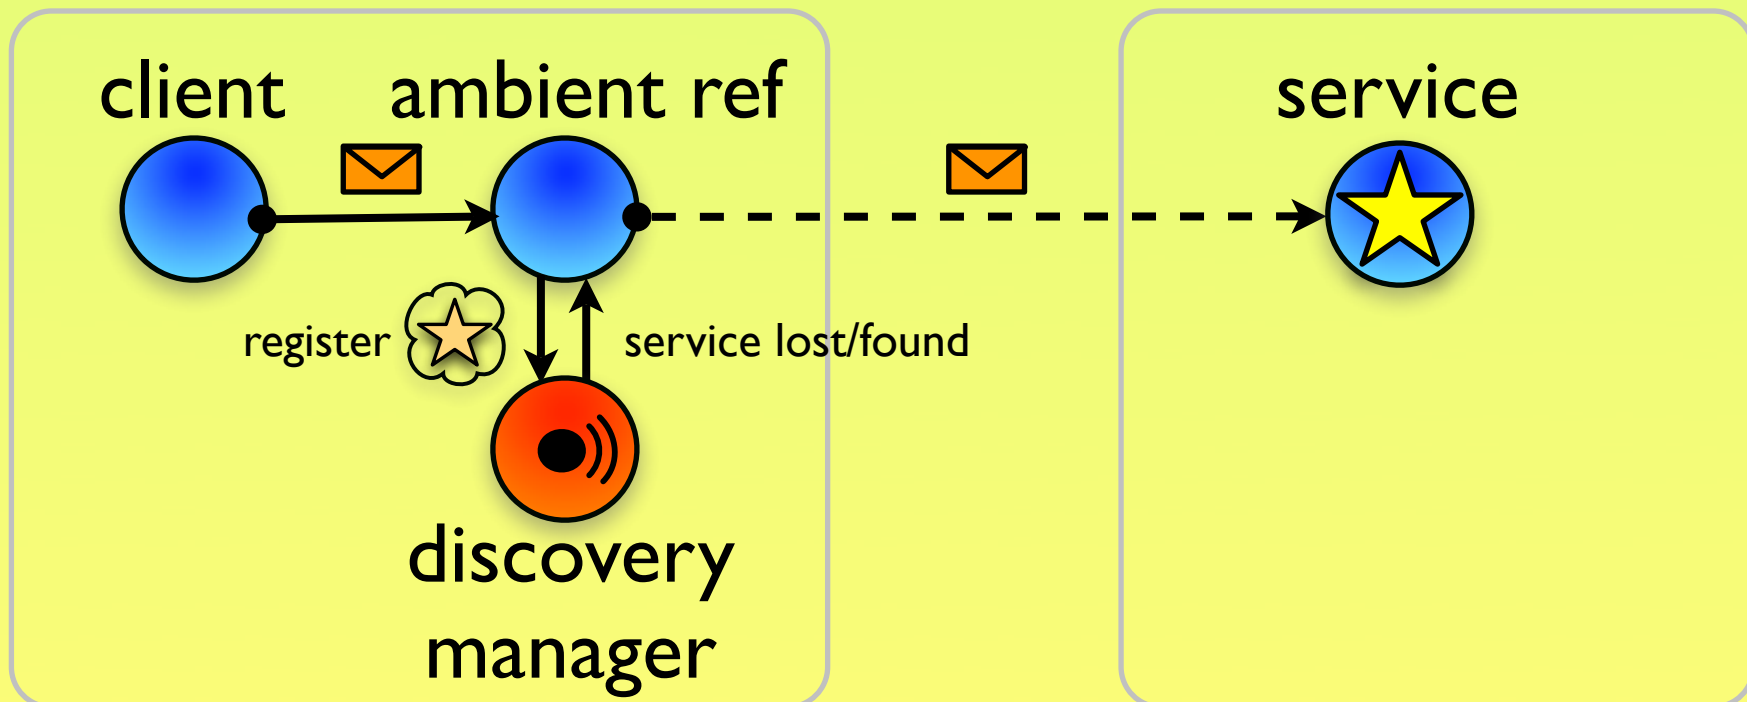 client
ambient ref
service
register
service lost/found
discovery
manager